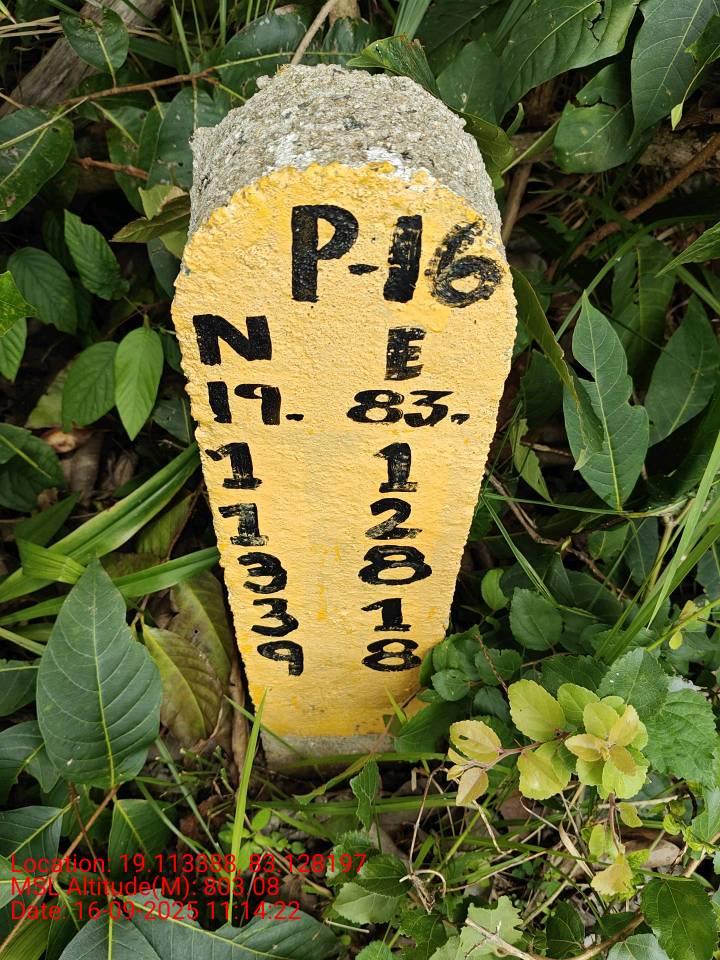 P-16
N E
19. 83.
1 1
1 2
3 8
3 1
9 8
Location: 19.113388, 83.128197
MSL Altitude(M): 803.08
Date: 16-09-2025 11:14:22